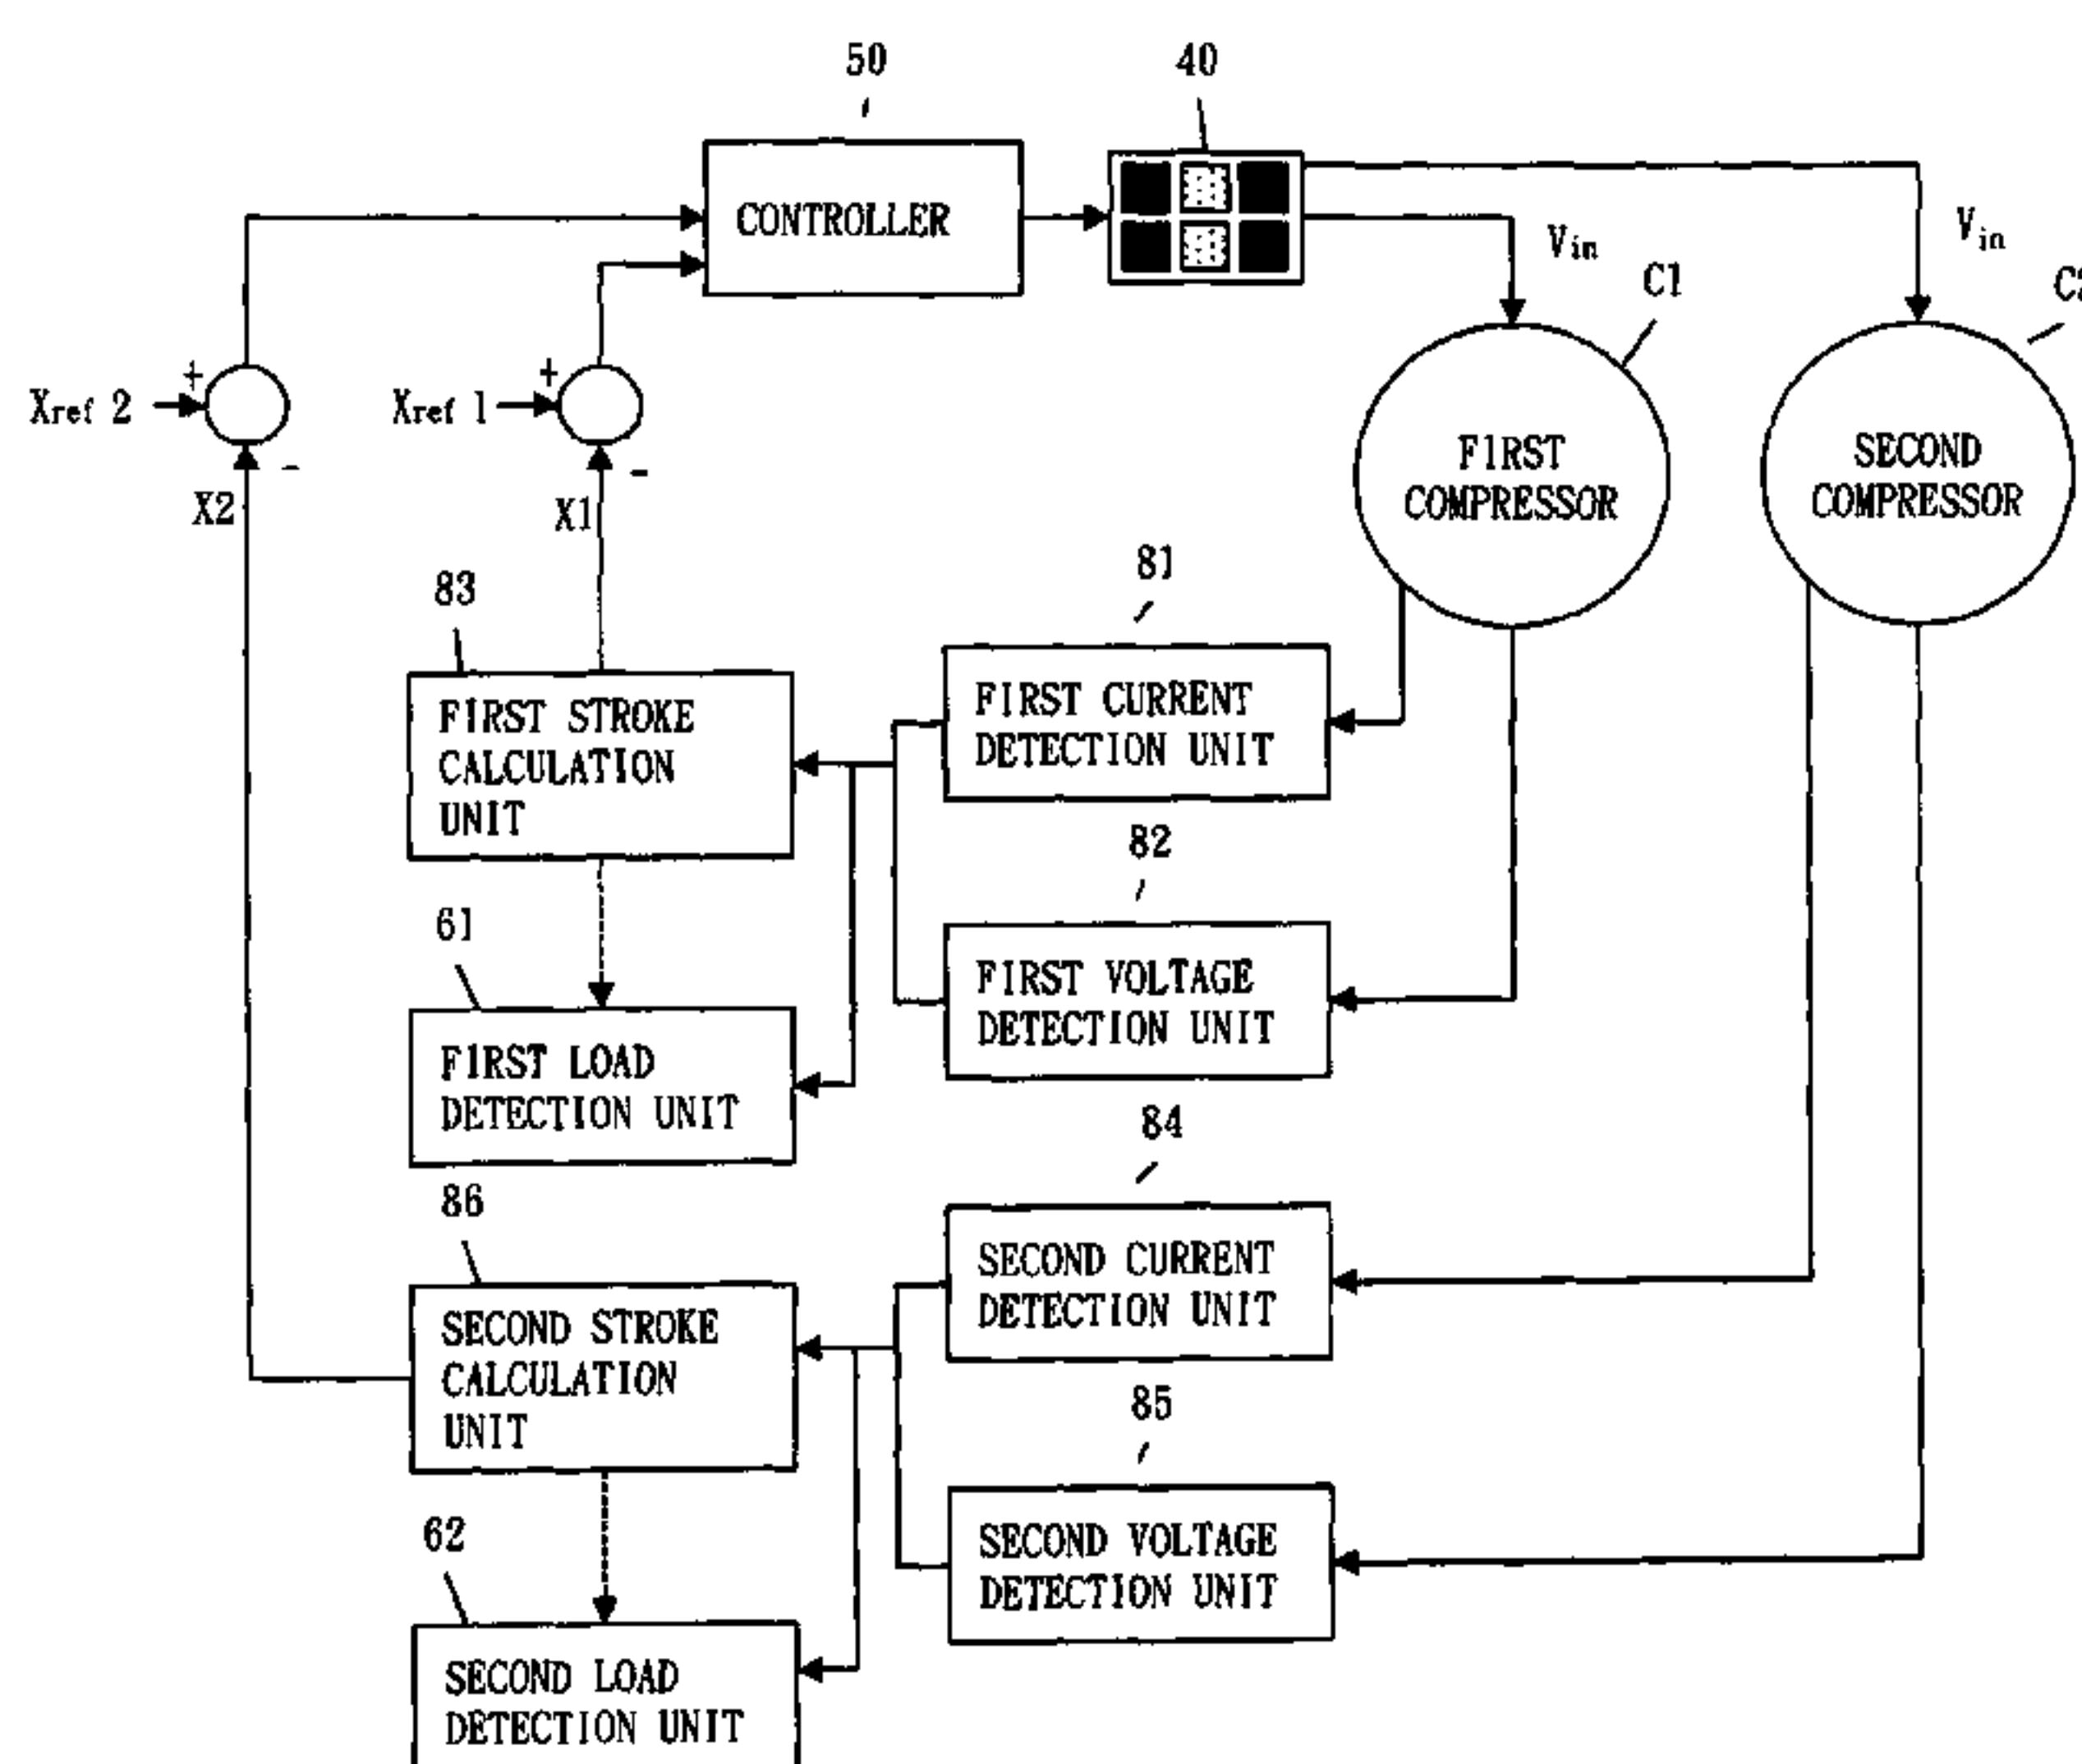 50
40
CONTROLLER
Vin
Vin
C1
Xref 2
+
-
Xref 1
+
-
X2
X1
FIRST
COMPRESSOR
SECOND
COMPRESSOR
81
83
FIRST STROKE
CALCULATION
UNIT
FIRST CURRENT
DETECTION UNIT
82
61
FIRST VOLTAGE
DETECTION UNIT
FIRST LOAD
DETECTION UNIT
84
86
SECOND CURRENT
DETECTION UNIT
SECOND STROKE
CALCULATION
UNIT
85
62
SECOND VOLTAGE
DETECTION UNIT
SECOND LOAD
DETECTION UNIT